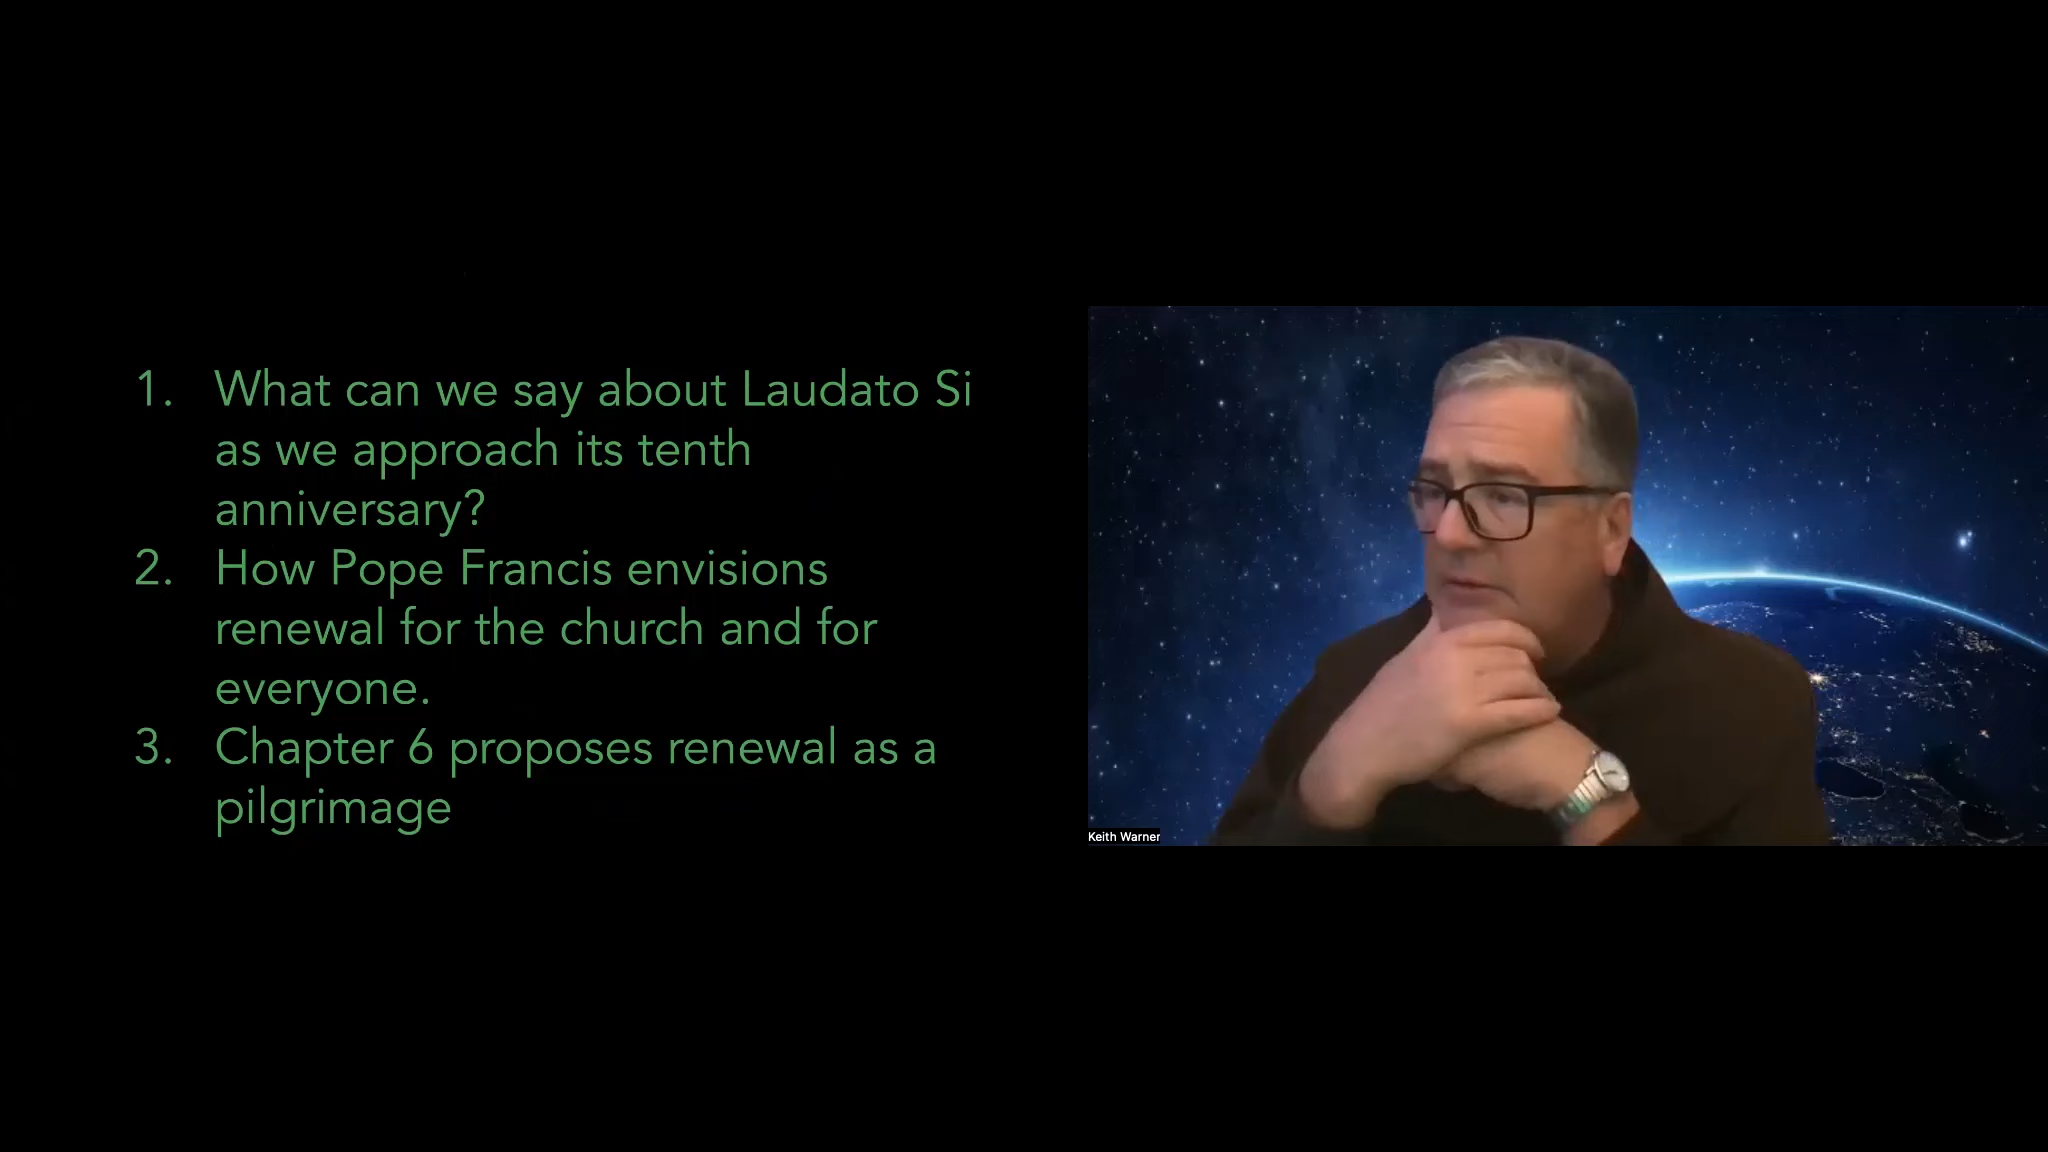 1. What can we say about Laudato Si
as we approach its tenth
anniversary?
2. How Pope Francis envisions
renewal for the church and for
everyone.
3. Chapter 6 proposes renewal as a
pilgrimage
Keith Warner